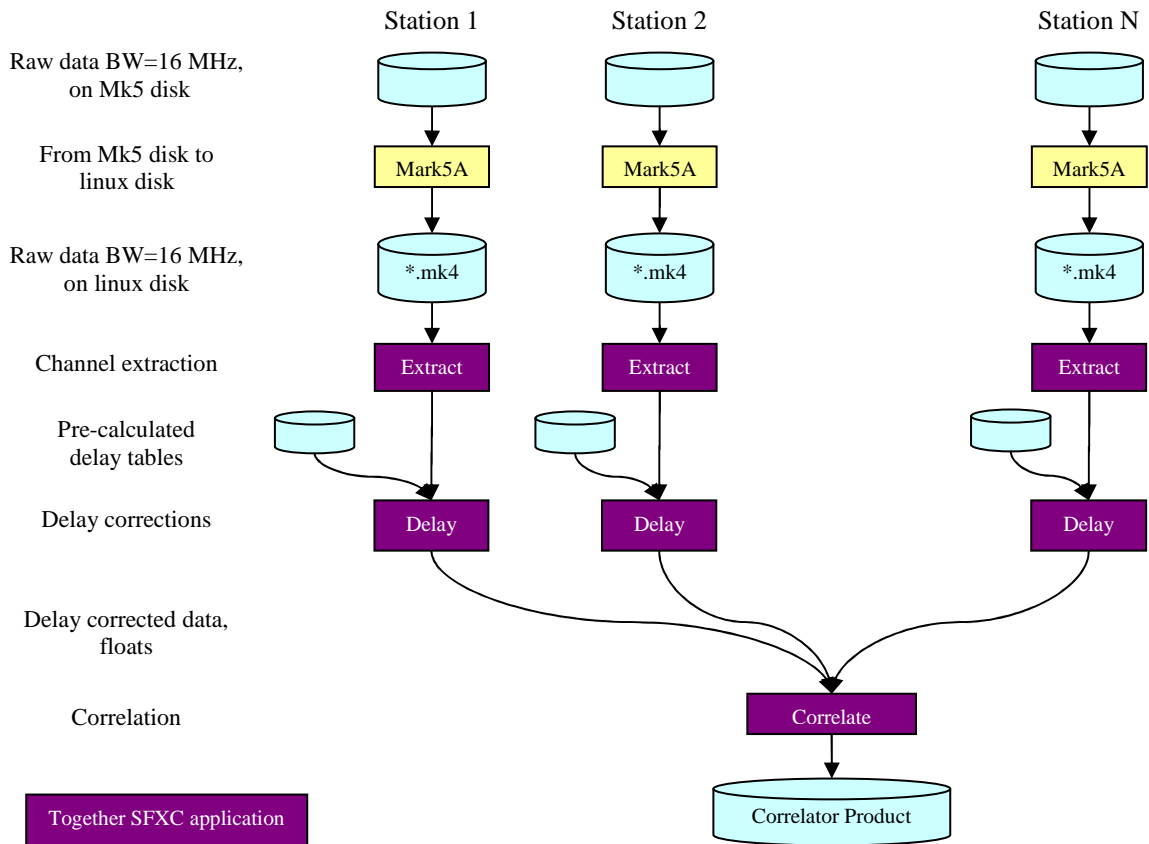 Station 1
Station 2
Station N
Raw data BW=16 MHz,
on Mk5 disk
From Mk5 disk to
linux disk
Mark5A
Mark5A
Mark5A
Raw data BW=16 MHz,
on linux disk
*.mk4
*.mk4
*.mk4
Channel extraction
Extract
Extract
Extract
Pre-calculated
delay tables
Delay corrections
Delay
Delay
Delay
Delay corrected data,
floats
Correlation
Correlate
Together SFXC application
Correlator Product